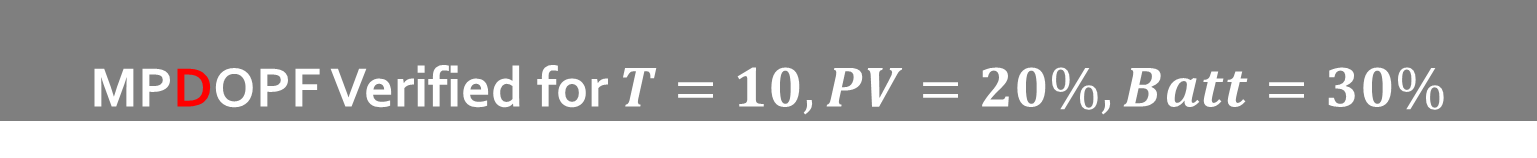 MPDOPF Verified for T = 10, PV = 20%, Batt = 30%